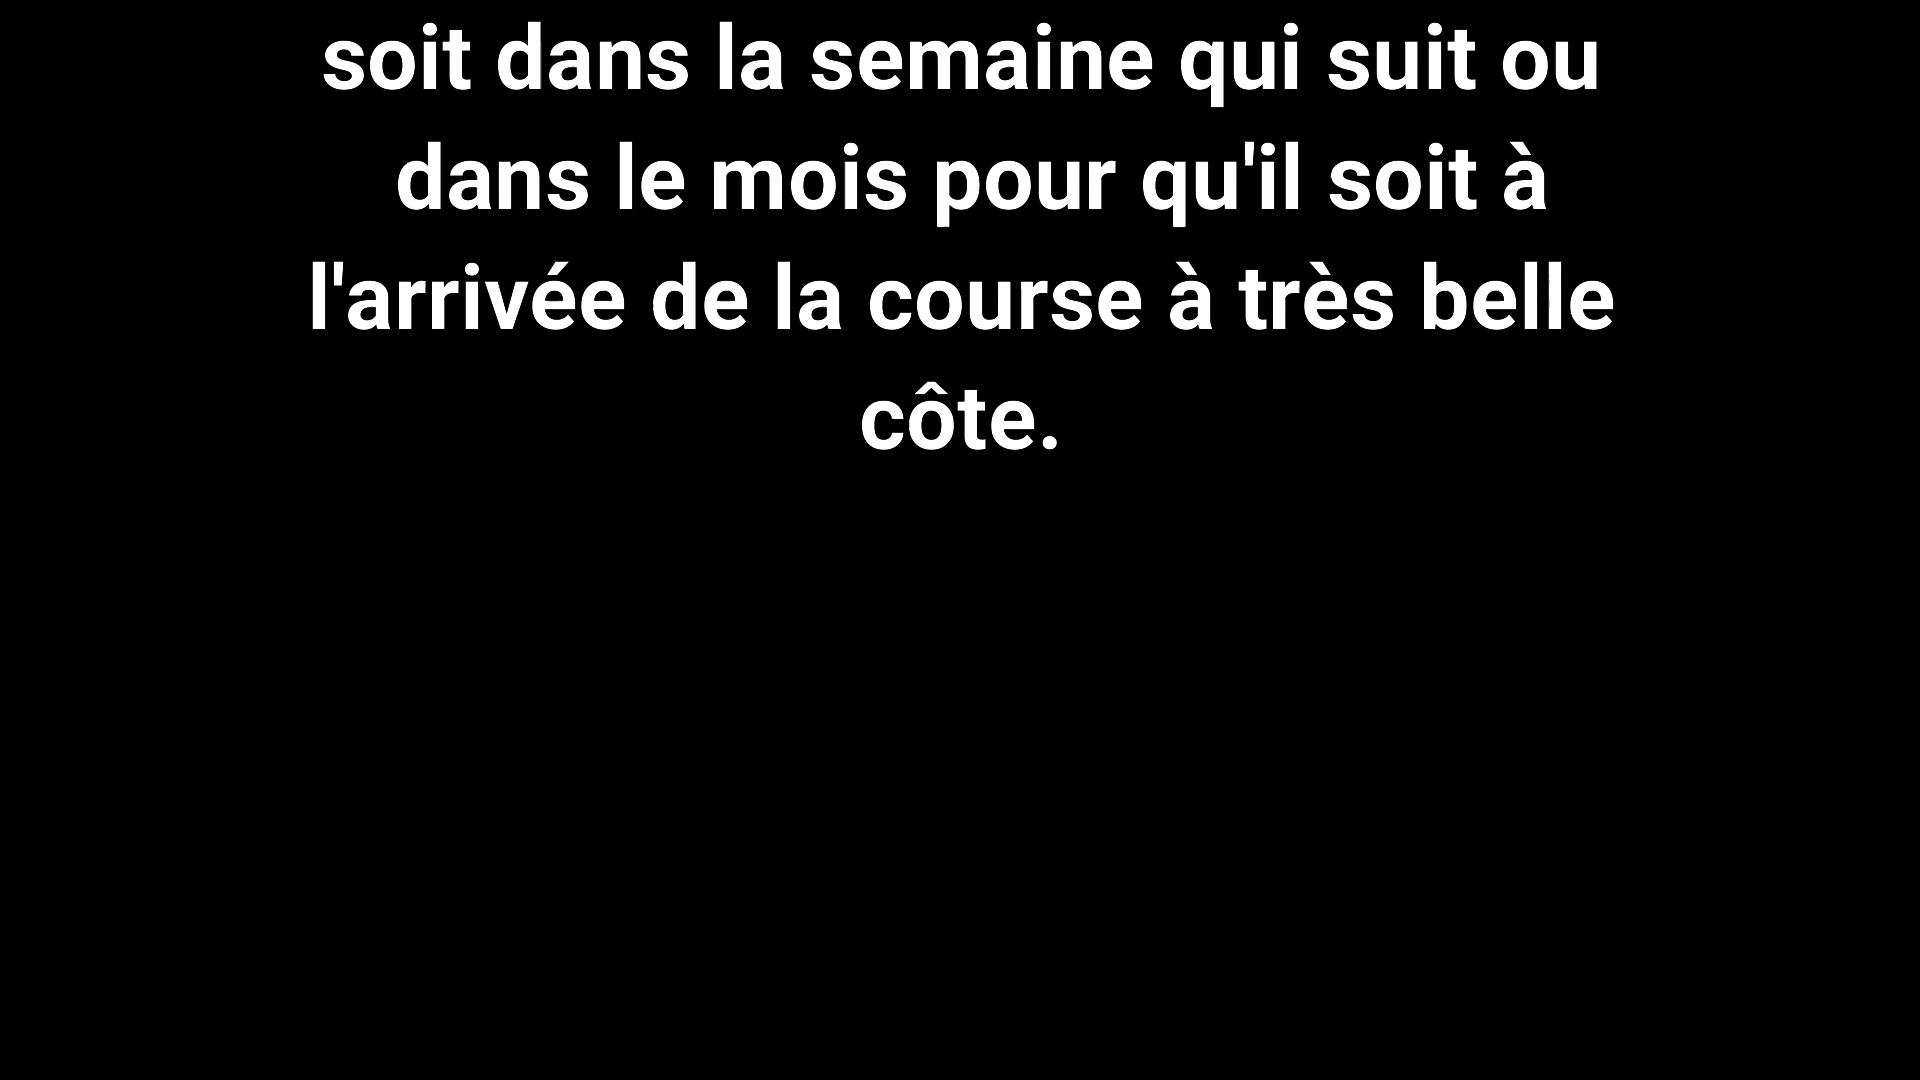 soit dans la semaine qui suit ou
dans le mois pour qu'il soit à
l'arrivée de la course à très belle
côte.